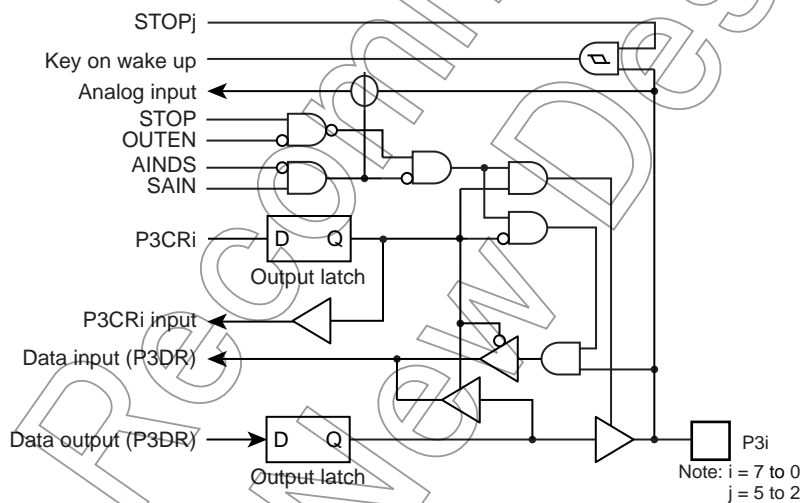 STOPj
Key on wake up
Analog input
STOP
OUTEN
AINDS
SAIN
P3CRi
D Q
Output latch
P3CRi input
Data input (P3DR)
Data output (P3DR)
D Q
Output latch
P3i
Note: i = 7 to 0
j = 5 to 2